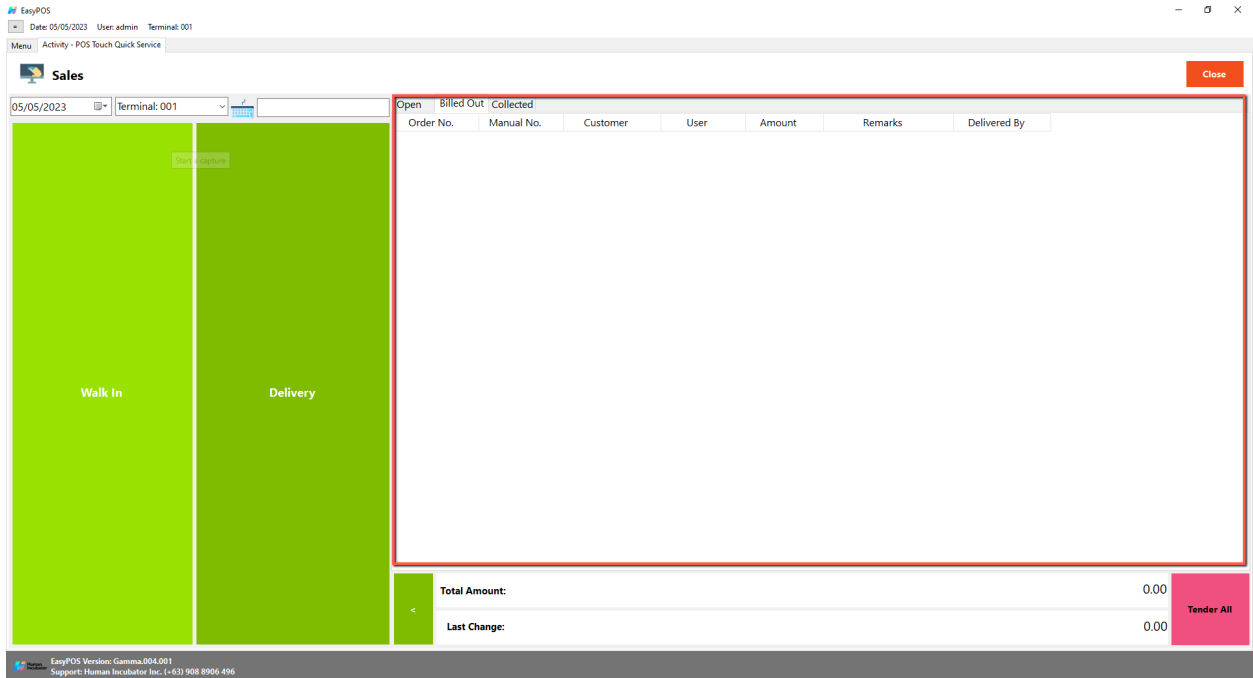 EasyPOS
Date: 05/05/2023 User: admin Terminal: 001
Menu Activity - POS Touch Quick Service
Sales
Close
05/05/2023 Terminal: 001
Open Billed Out Collected
Order No. Manual No. Customer User Amount Remarks Delivered By
Start a capture
Walk In
Delivery
<
Total Amount: 0.00
Last Change: 0.00
Tender All
Human Incubator
EasyPOS Version: Gamma.004.001
Support: Human Incubator Inc. (+63) 908 8906 496